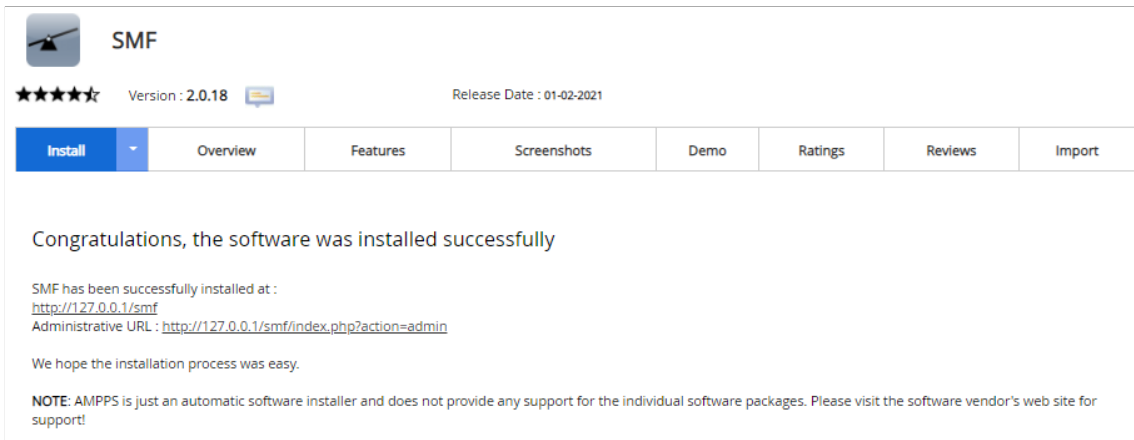 SMF
Version : 2.0.18
Release Date : 01-02-2021
Install Overview Features Screenshots Demo Ratings Reviews Import
Congratulations, the software was installed successfully
SMF has been successfully installed at :
http://127.0.0.1/smf
Administrative URL : http://127.0.0.1/smf/index.php?action=admin
We hope the installation process was easy.
NOTE: AMPPS is just an automatic software installer and does not provide any support for the individual software packages. Please visit the software vendor's web site for
support!